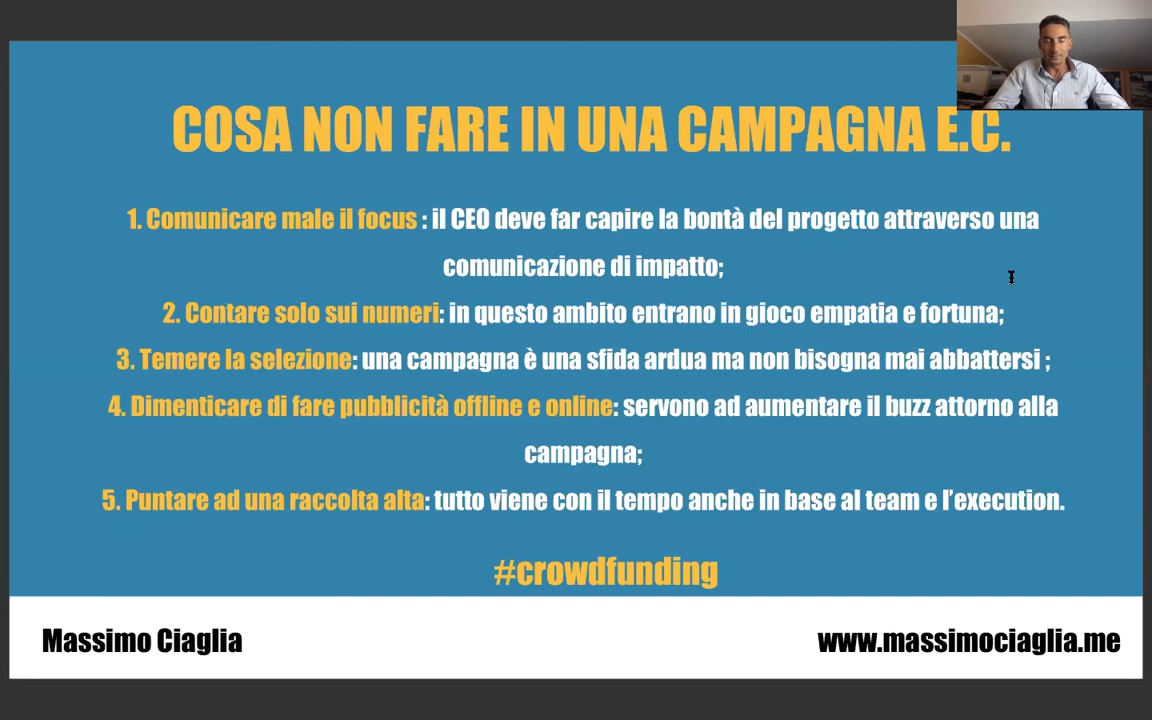 COSA NON FARE IN UNA CAMPAGNA E.C.
1. Comunicare male il focus : il CEO deve far capire la bontà del progetto attraverso una
comunicazione di impatto;
2. Contare solo sui numeri: in questo ambito entrano in gioco empatia e fortuna;
3. Temere la selezione: una campagna è una sfida ardua ma non bisogna mai abbattersi ;
4. Dimenticare di fare pubblicità offline e online: servono ad aumentare il buzz attorno alla
campagna;
5. Puntare ad una raccolta alta: tutto viene con il tempo anche in base al team e l’execution.
#crowdfunding
Massimo Ciaglia
www.massimociaglia.me